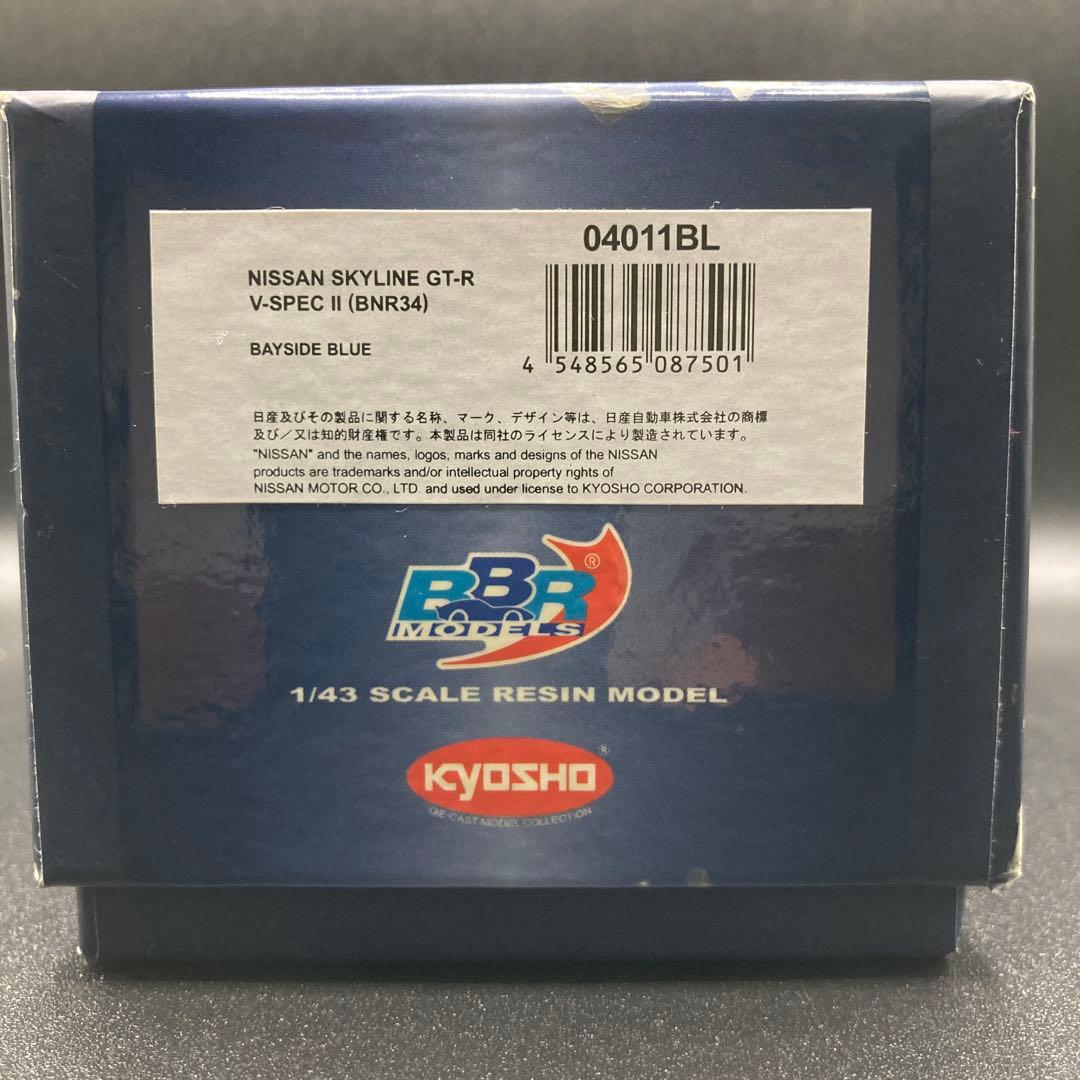 04011BL
NISSAN SKYLINE GT-R
V-SPEC II (BNR34)
BAYSIDE BLUE
4 548565 087501
日産及びその製品に関する名称、マーク、デザイン等は、日産自動車株式会社の商標
及び／又は知的財産権です。本製品は同社のライセンスにより製造されています。
"NISSAN" and the names, logos, marks and designs of the NISSAN
products are trademarks and/or intellectual property rights of
NISSAN MOTOR CO., LTD. and used under license to KYOSHO CORPORATION.
BBR®
MODELS
1/43 SCALE RESIN MODEL
KYOSHO®
DIE-CAST MODEL COLLECTION